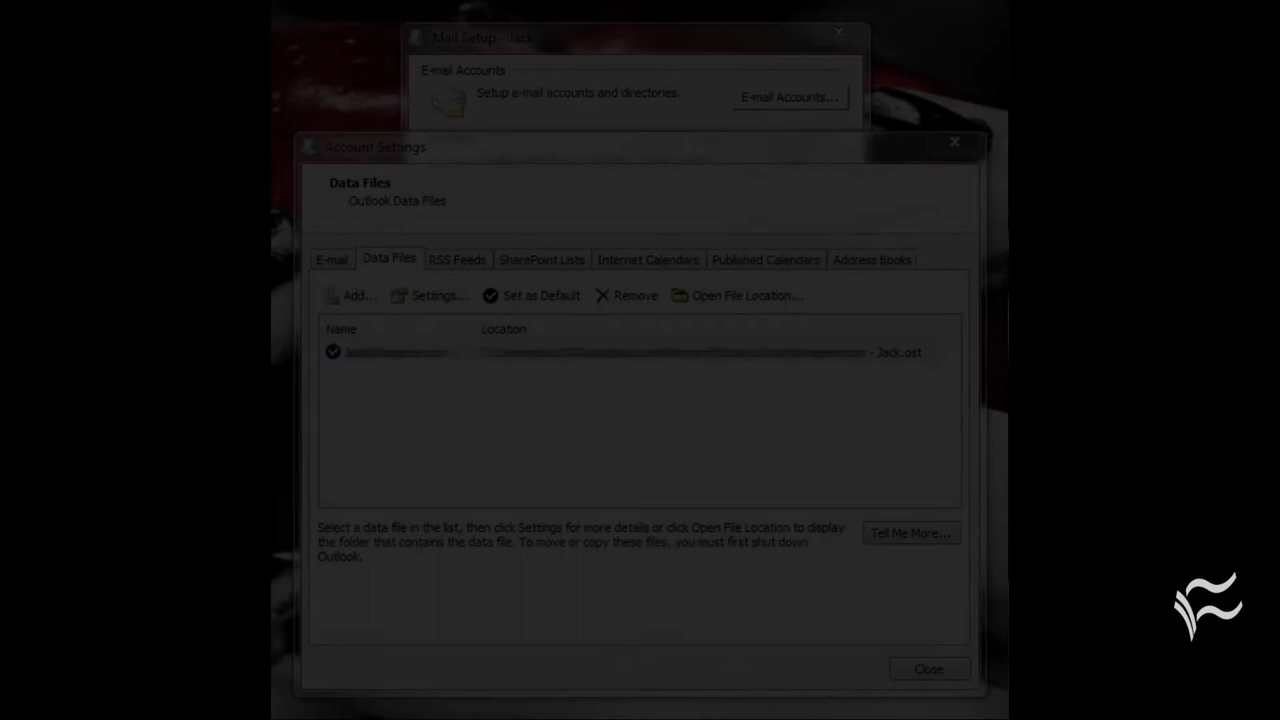 Mail Setup - Jack
E-mail Accounts
Setup e-mail accounts and directories.
E-mail Accounts...
Account Settings
Data Files
Outlook Data Files
E-mail
Data Files
RSS Feeds
SharePoint Lists
Internet Calendars
Published Calendars
Address Books
Add...
Settings...
Set as Default
Remove
Open File Location...
Name
Location
- Jack.ost
Select a data file in the list, then click Settings for more details or click Open File Location to display
the folder that contains the data file. To move or copy these files, you must first shut down
Outlook.
Tell Me More...
Close